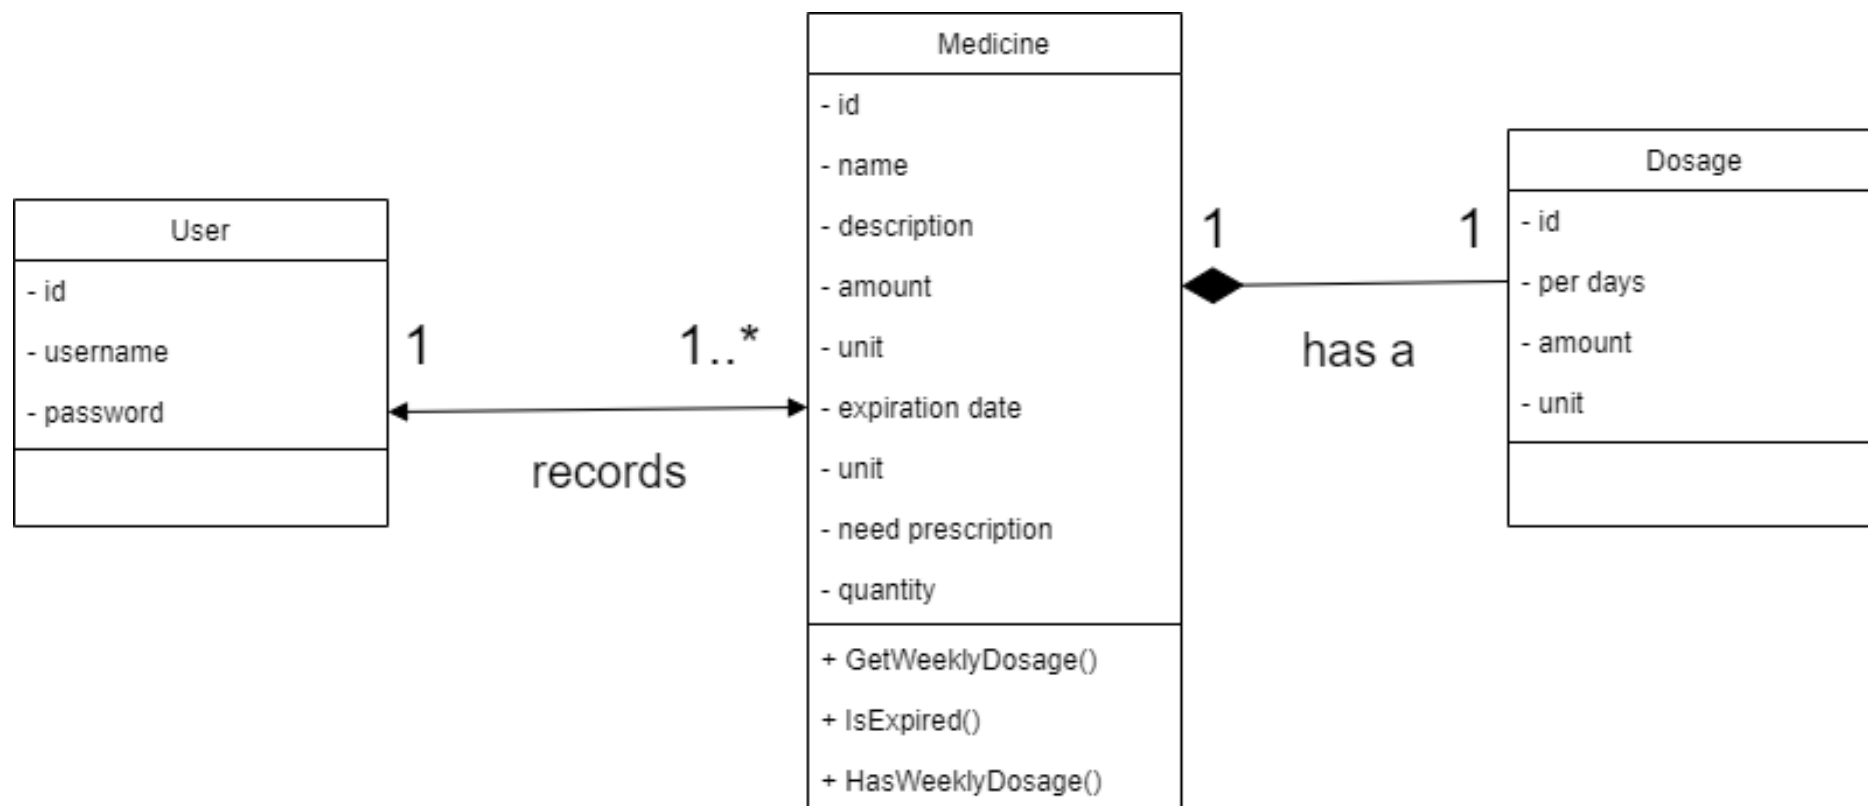 User
- id
- username
- password
1
1..*
records
Medicine
- id
- name
- description
- amount
- unit
- expiration date
- unit
- need prescription
- quantity
+ GetWeeklyDosage()
+ IsExpired()
+ HasWeeklyDosage()
1
1
has a
Dosage
- id
- per days
- amount
- unit